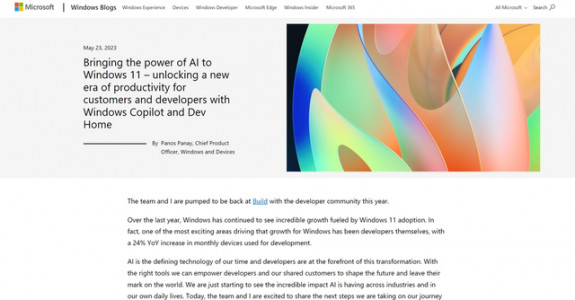 Microsoft | Windows Blogs Windows Experience Devices Windows Developer Microsoft Edge Windows Insider Microsoft 365 All Microsoft Search
May 23, 2023
Bringing the power of AI to
Windows 11 – unlocking a new
era of productivity for
customers and developers with
Windows Copilot and Dev
Home
By Panos Panay, Chief Product
Officer, Windows and Devices
The team and I are pumped to be back at Build with the developer community this year.
Over the last year, Windows has continued to see incredible growth fueled by Windows 11 adoption. In
fact, one of the most exciting areas driving that growth for Windows has been developers themselves, with
a 24% YoY increase in monthly devices used for development.
AI is the defining technology of our time and developers are at the forefront of this transformation. With
the right tools we can empower developers and our shared customers to shape the future and leave their
mark on the world. We are just starting to see the incredible impact AI is having across industries and in
our own daily lives. Today, the team and I are excited to share the next steps we are taking on our journey